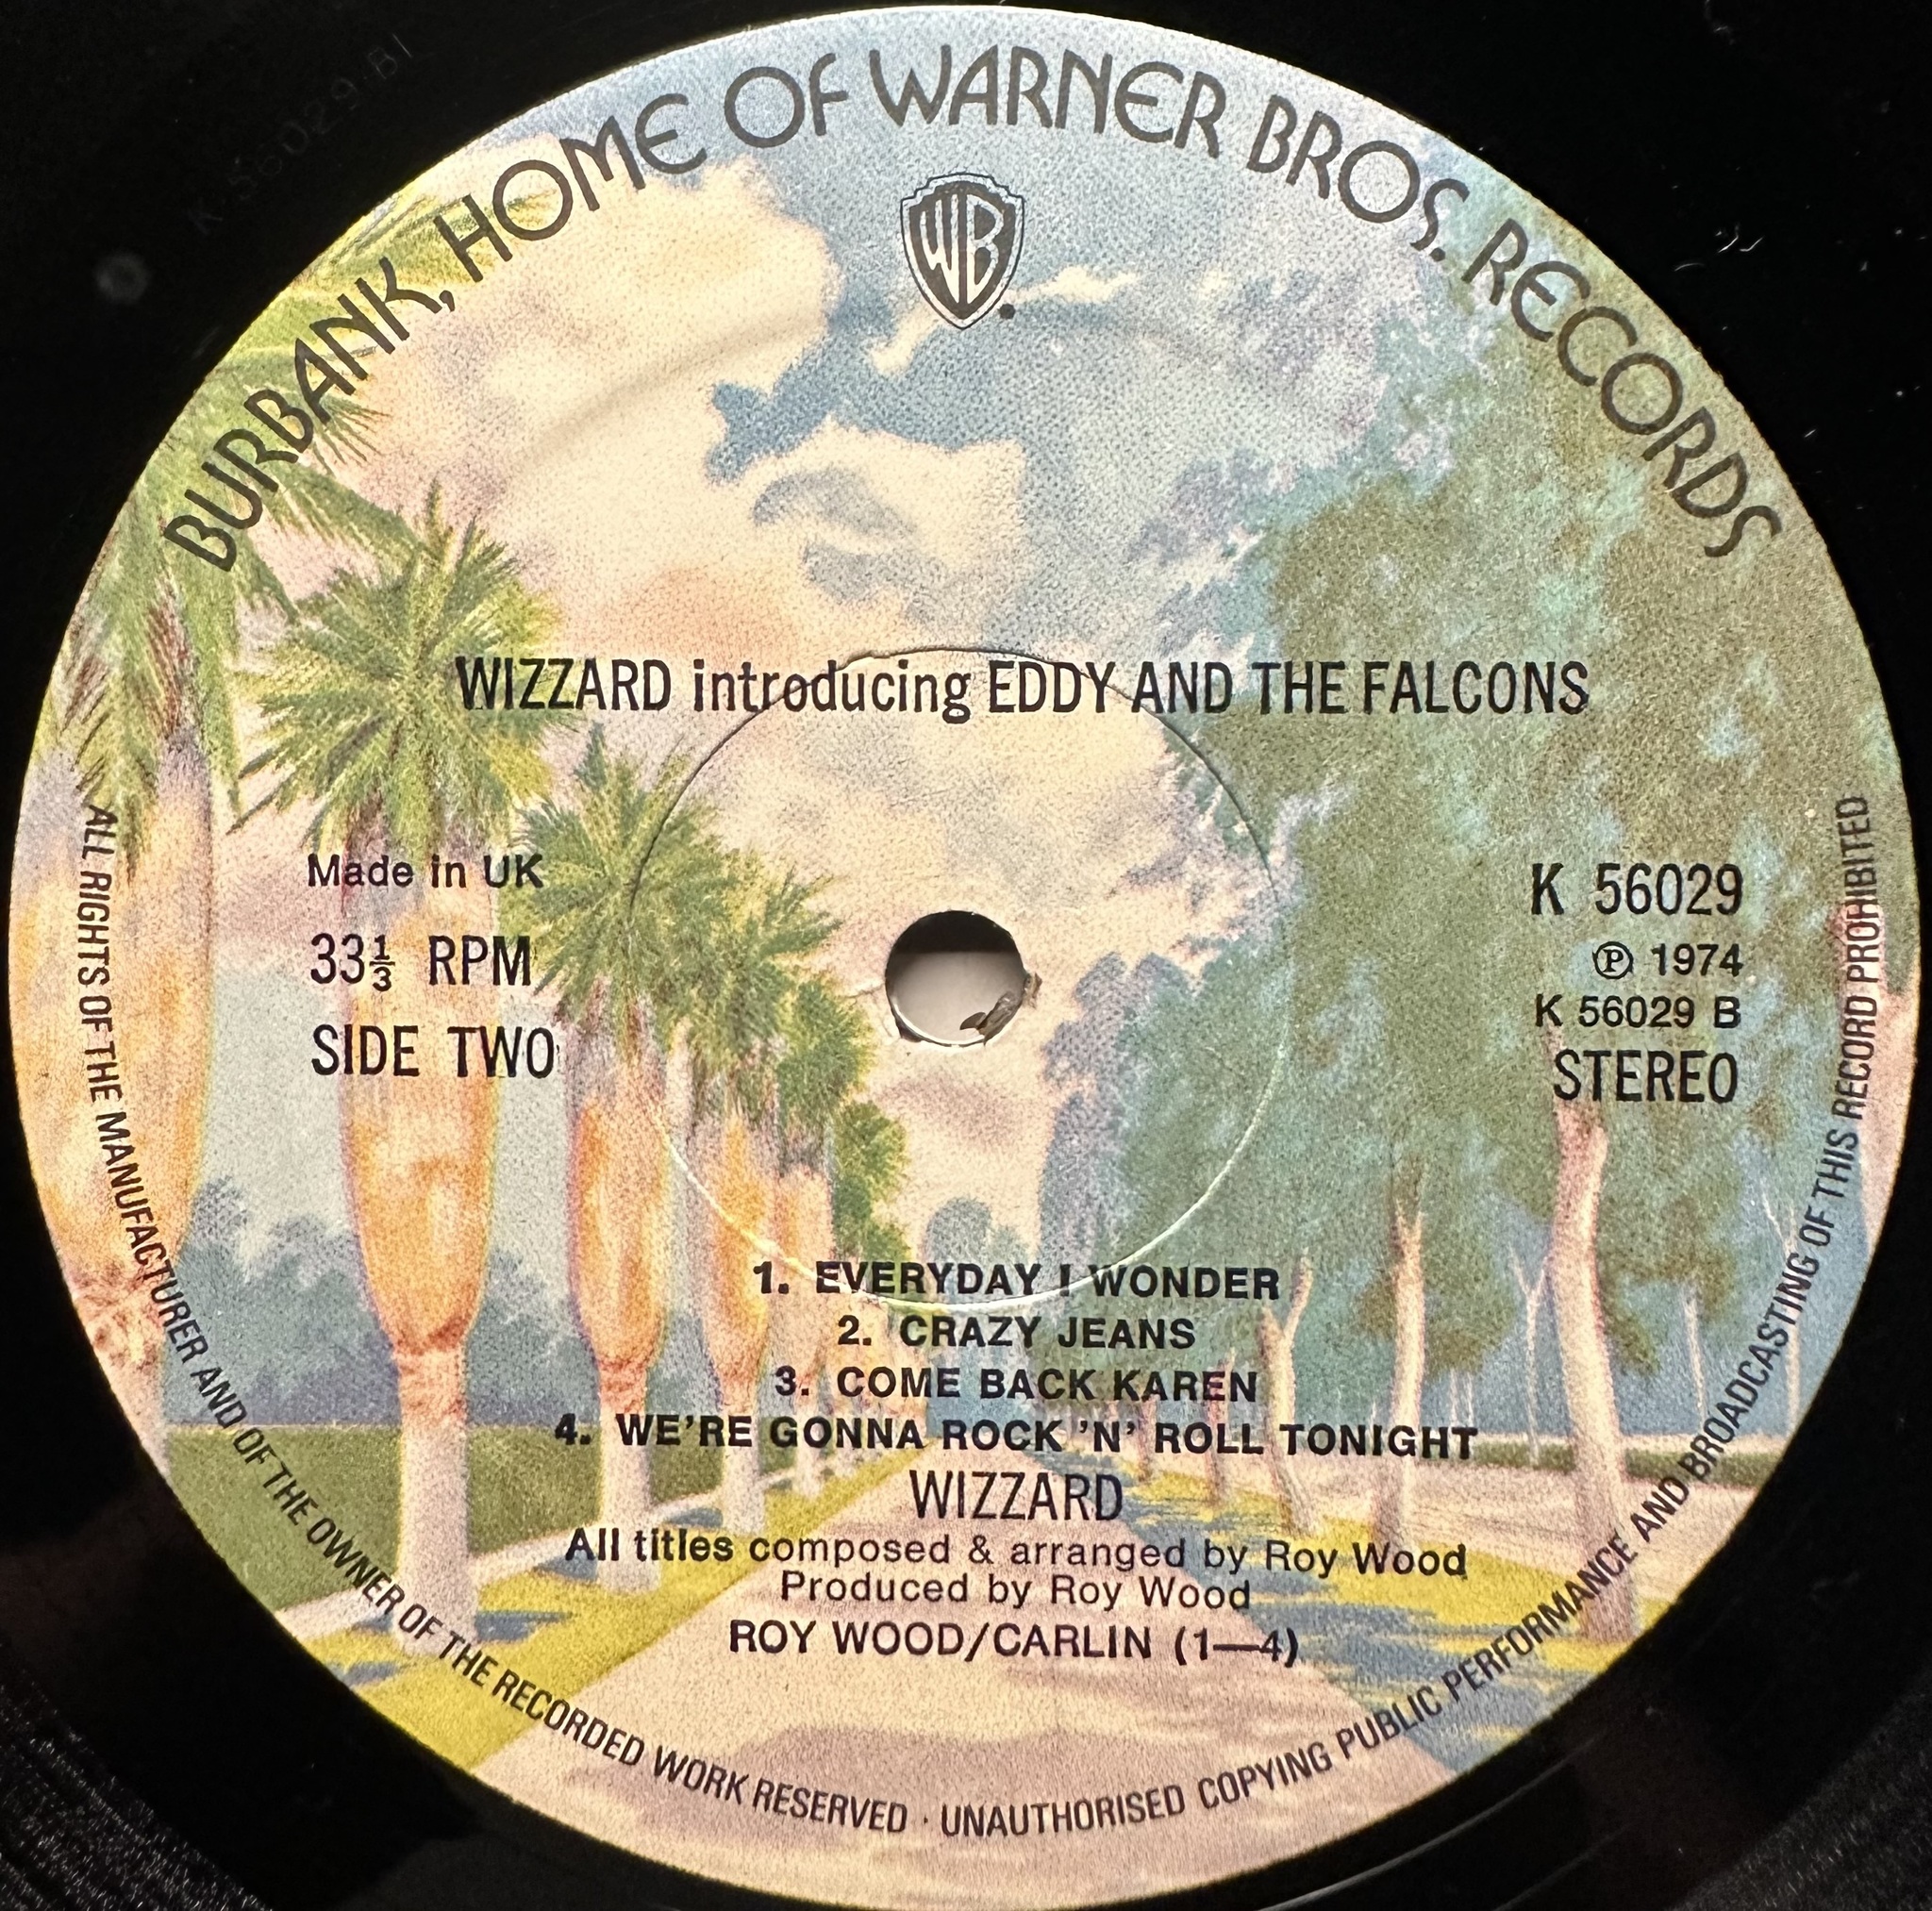 K 56029 B1
BURBANK, HOME OF WARNER BROS. RECORDS
WB
WIZZARD introducing EDDY AND THE FALCONS
Made in UK
33⅓ RPM
SIDE TWO
K 56029
℗ 1974
K 56029 B
STEREO
1. EVERYDAY I WONDER
2. CRAZY JEANS
3. COME BACK KAREN
4. WE'RE GONNA ROCK 'N' ROLL TONIGHT
WIZZARD
All titles composed & arranged by Roy Wood
Produced by Roy Wood
ROY WOOD/CARLIN (1—4)
ALL RIGHTS OF THE MANUFACTURER AND OF THE OWNER OF THE RECORDED WORK RESERVED · UNAUTHORISED COPYING PUBLIC PERFORMANCE AND BROADCASTING OF THIS RECORD PROHIBITED